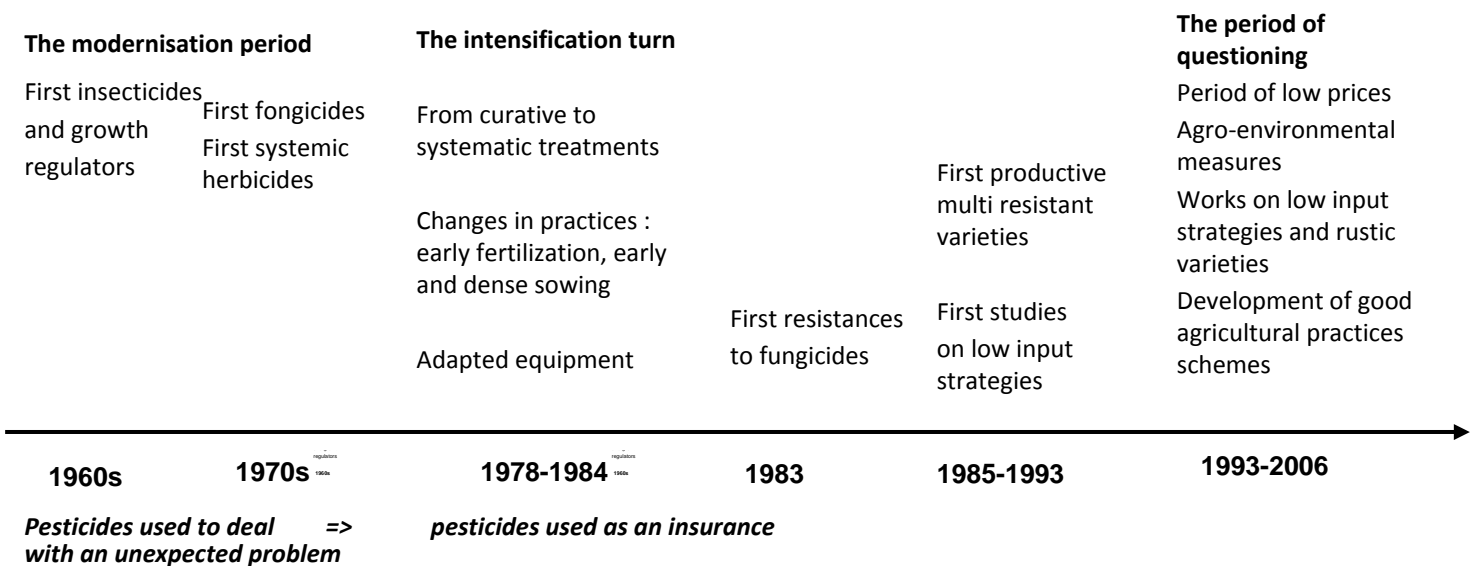 The modernisation period
First insecticides
and growth
regulators
First fongicides
First systemic
herbicides
The intensification turn
From curative to
systematic treatments
Changes in practices :
early fertilization, early
and dense sowing
Adapted equipment
First resistances
to fungicides
First productive
multi resistant
varieties
First studies
on low input
strategies
The period of
questioning
Period of low prices
Agro-environmental
measures
Works on low input
strategies and rustic
varieties
Development of good
agricultural practices
schemes
1960s
1970s
regulators
1960s
1978-1984
regulators
1960s
1983
1985-1993
1993-2006
Pesticides used to deal => pesticides used as an insurance
with an unexpected problem